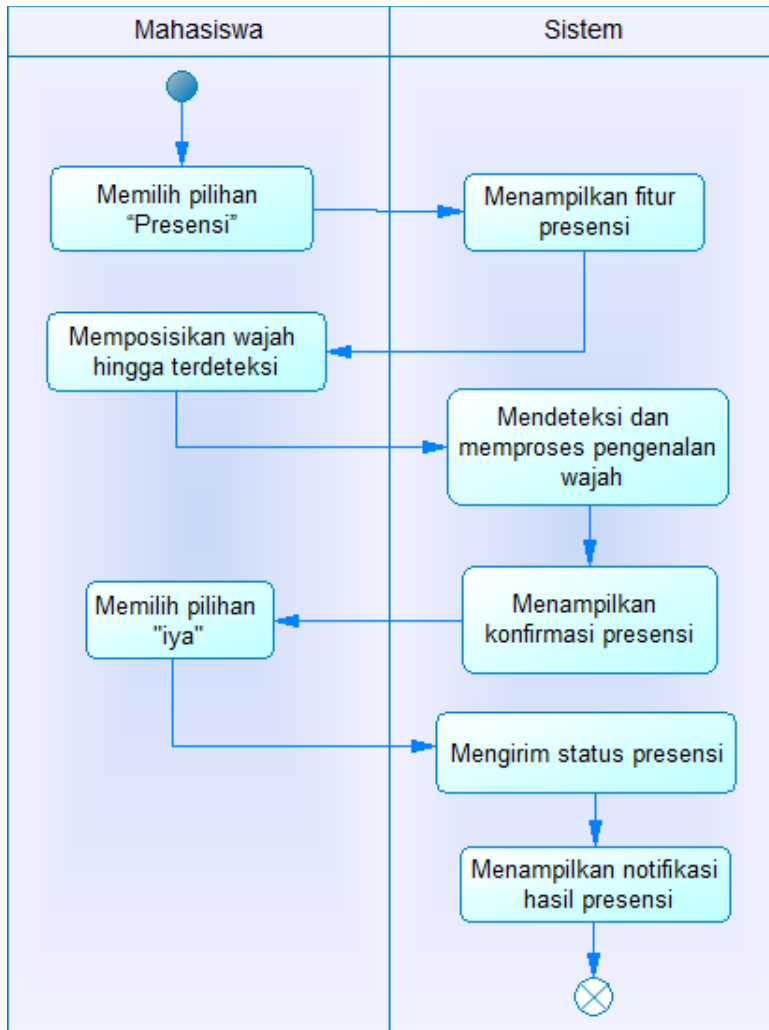 Mahasiswa
Sistem
Memilih pilihan
“Presensi”
Menampilkan fitur
presensi
Memposisikan wajah
hingga terdeteksi
Mendeteksi dan
memproses pengenalan
wajah
Menampilkan
konfirmasi presensi
Memilih pilihan
"iya"
Mengirim status presensi
Menampilkan notifikasi
hasil presensi